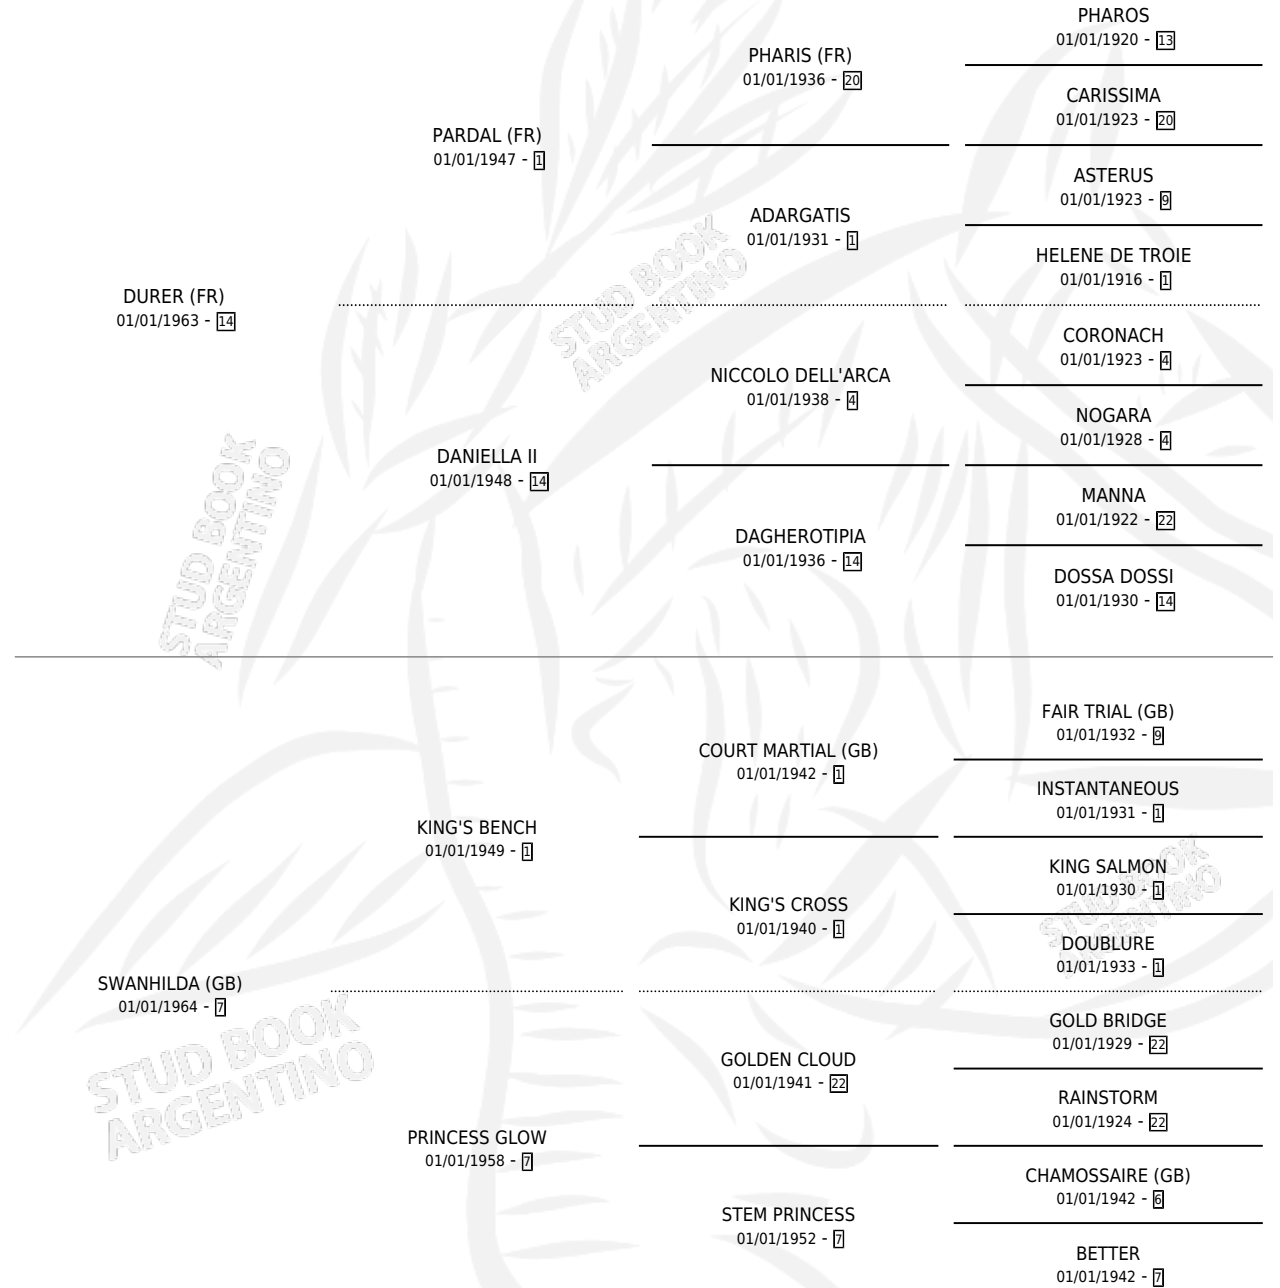 PHAROS
01/01/1920 - 13
PHARIS (FR)
01/01/1936 - 20
CARISSIMA
01/01/1923 - 20
PARDAL (FR)
01/01/1947 - 1
ASTERUS
01/01/1923 - 9
ADARGATIS
01/01/1931 - 1
HELENE DE TROIE
01/01/1916 - 1
DURER (FR)
01/01/1963 - 14
CORONACH
01/01/1923 - 4
NICCOLO DELL'ARCA
01/01/1938 - 4
NOGARA
01/01/1928 - 4
DANIELLA II
01/01/1948 - 14
MANNA
01/01/1922 - 22
DAGHEROTIPIA
01/01/1936 - 14
DOSSA DOSSI
01/01/1930 - 14
STUD BOOK
ARGENTINO
STUD BOOK
ARGENTINO
FAIR TRIAL (GB)
01/01/1932 - 9
COURT MARTIAL (GB)
01/01/1942 - 1
INSTANTANEOUS
01/01/1931 - 1
KING'S BENCH
01/01/1949 - 1
KING SALMON
01/01/1930 - 1
KING'S CROSS
01/01/1940 - 1
DOUBLURE
01/01/1933 - 1
SWANHILDA (GB)
01/01/1964 - 7
GOLD BRIDGE
01/01/1929 - 22
GOLDEN CLOUD
01/01/1941 - 22
RAINSTORM
01/01/1924 - 22
PRINCESS GLOW
01/01/1958 - 7
CHAMOSSAIRE (GB)
01/01/1942 - 6
STEM PRINCESS
01/01/1952 - 7
BETTER
01/01/1942 - 7
STUD BOOK
ARGENTINO
STUD BOOK
ARGENTINO